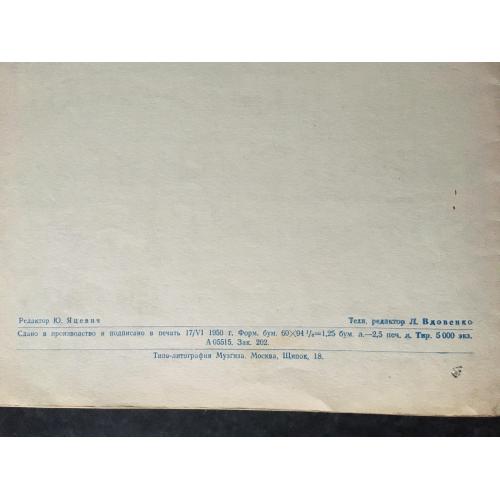 Редактор Ю. Яцевич
Техн. редактор Л. Вдовенко
Сдано в производство и подписано в печать 17/VI 1950 г. Форм. бум. 60×94 ¹/₈=1,25 бум. л.—2,5 печ. л. Тир. 5 000 экз.
А 05515. Зак. 202.
Типо-литография Музгиза. Москва, Щипок, 18.